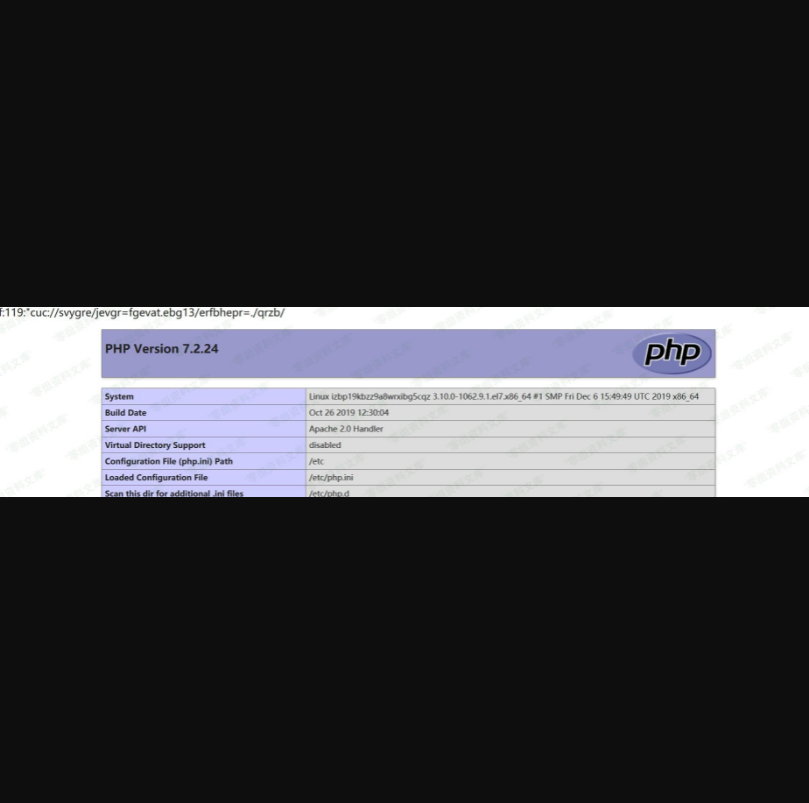 f:119:"cuc://svygre/jevgr=fgevat.ebg13/erfbhepr=./qrzb/
PHP Version 7.2.24
php
System Linux izbp19kbzz9a8wrxibg5cqz 3.10.0-1062.9.1.el7.x86_64 #1 SMP Fri Dec 6 15:49:49 UTC 2019 x86_64
Build Date Oct 26 2019 12:30:04
Server API Apache 2.0 Handler
Virtual Directory Support disabled
Configuration File (php.ini) Path /etc
Loaded Configuration File /etc/php.ini
Scan this dir for additional .ini files /etc/php.d